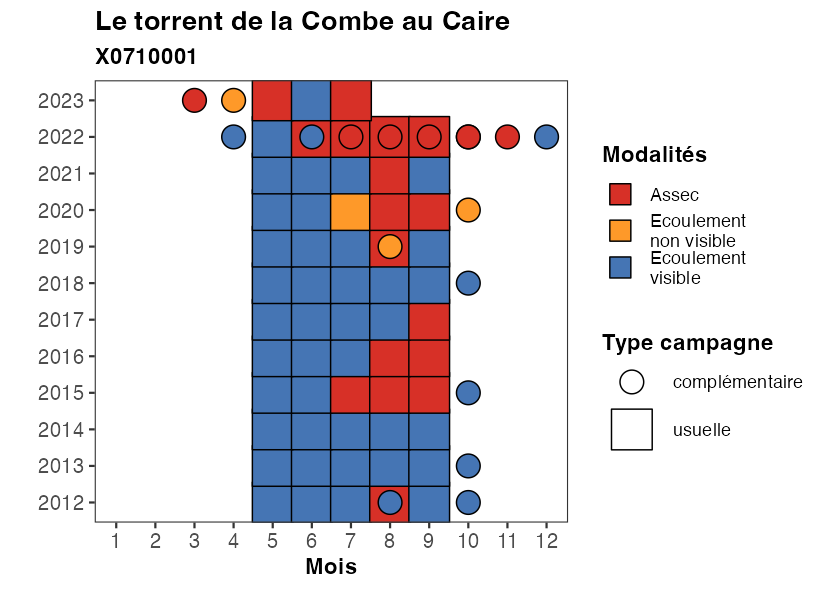 Le torrent de la Combe au Caire
X0710001
2023
2022
2021
2020
2019
2018
2017
2016
2015
2014
2013
2012
1 2 3 4 5 6 7 8 9 10 11 12
Mois
Modalités
Assec
Ecoulement
non visible
Ecoulement
visible
Type campagne
complémentaire
usuelle